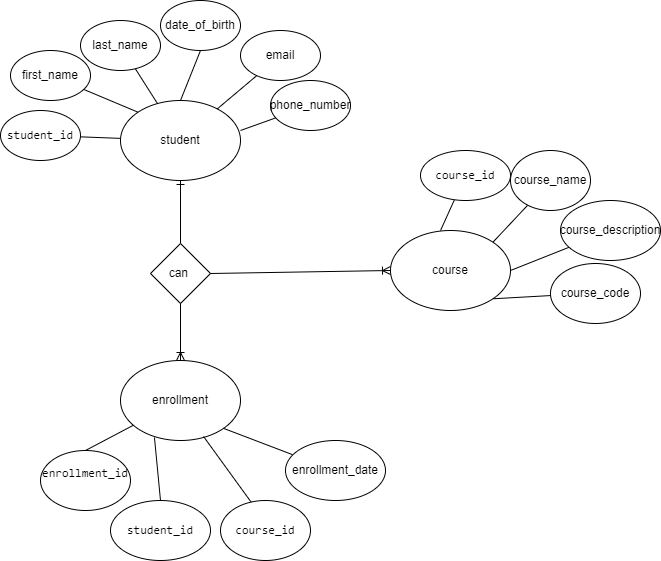 date_of_birth
last_name
email
first_name
phone_number
student_id
student
course_id
course_name
course_description
can
course
course_code
enrollment
enrollment_id
enrollment_date
student_id
course_id